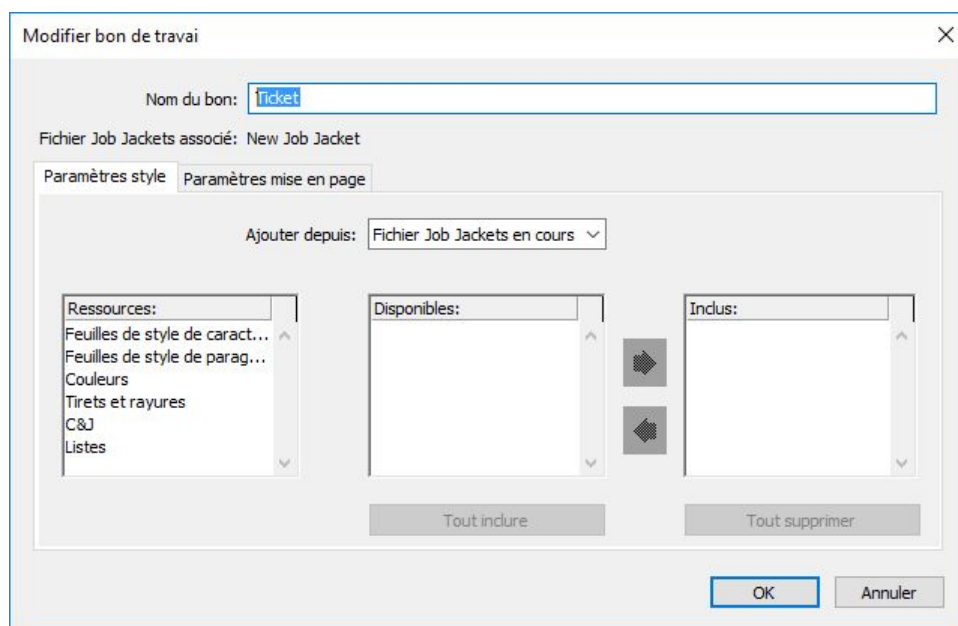 Modifier bon de travai
Nom du bon: Ticket
Fichier Job Jackets associé: New Job Jacket
Paramètres style Paramètres mise en page
Ajouter depuis: Fichier Job Jackets en cours
Ressources: Disponibles: Inclus:
Feuilles de style de caract...
Feuilles de style de parag...
Couleurs
Tirets et rayures
C&J
Listes
Tout inclure Tout supprimer
OK Annuler